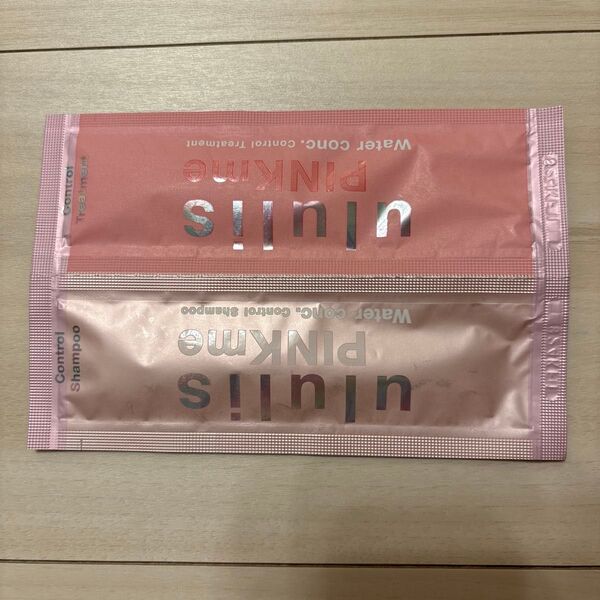 ululis
PINKme
Water Conc. Control Shampoo
ululis
PINKme
Water Conc. Control Treatment
Control
Shampoo
Control
Treatment